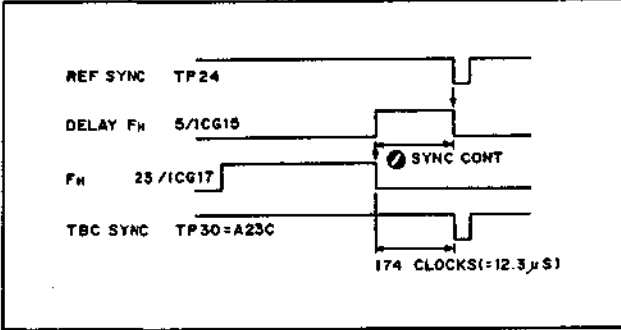 REF SYNC TP24
DELAY FH 5/ICG15
SYNC CONT
FH 25/ICG17
TBC SYNC TP30=A23C
174 CLOCKS(=12.3μS)